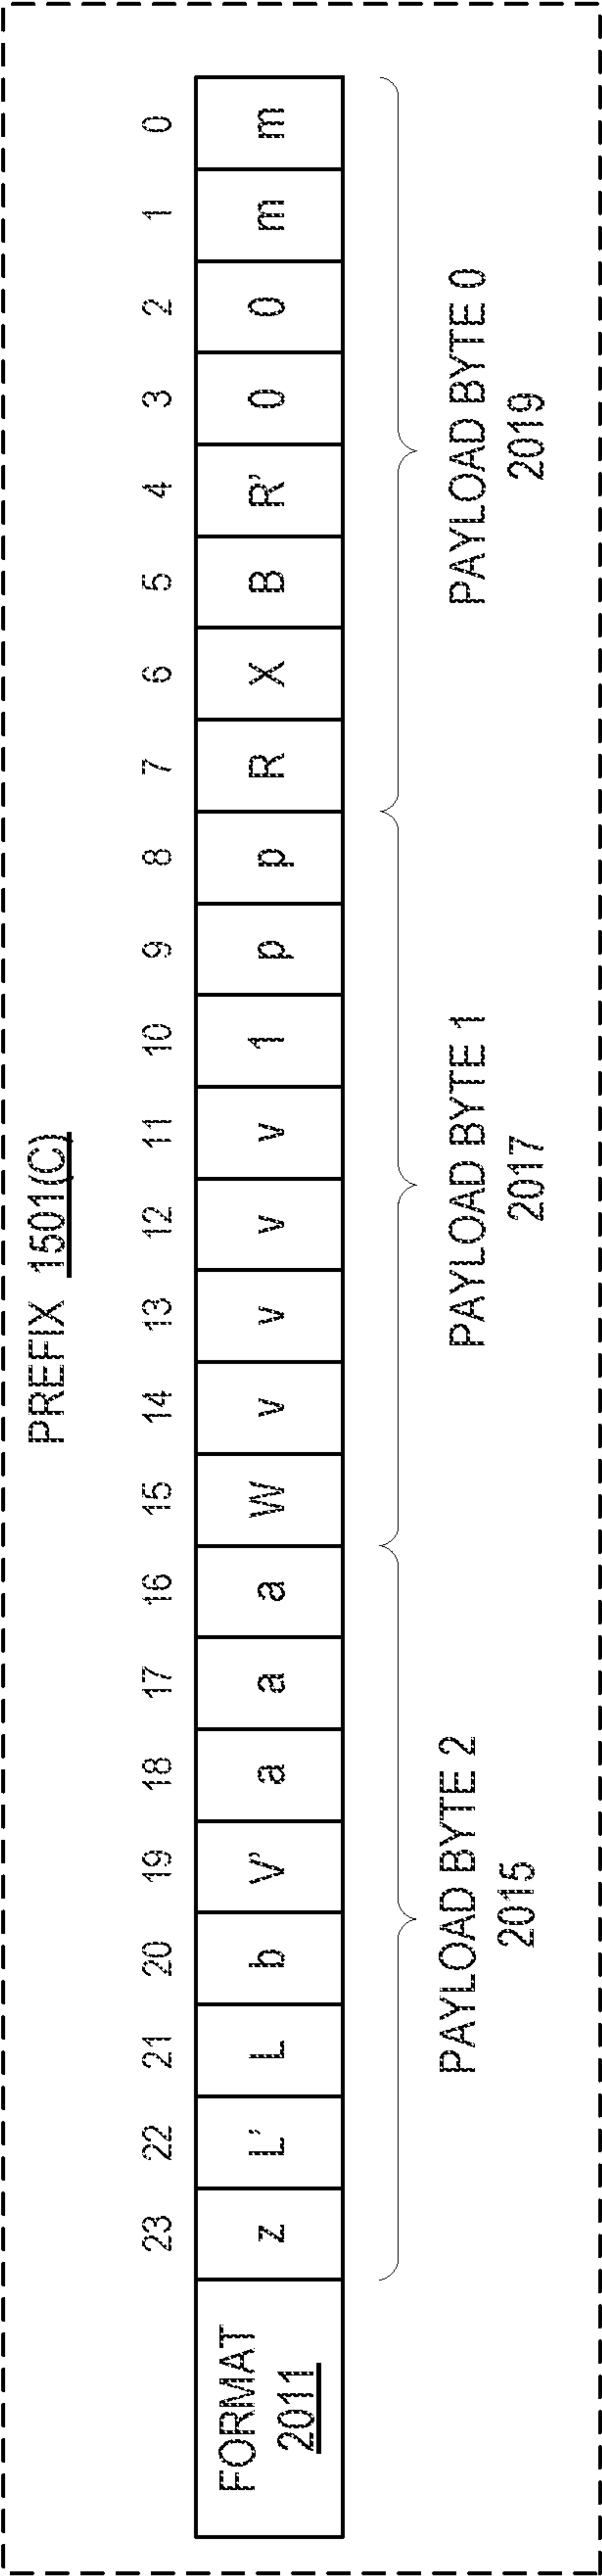 PREFIX 1501(C)
23 22 21 20 19 18 17 16 15 14 13 12 11 10 9 8 7 6 5 4 3 2 1 0
FORMAT
2011
z L' L b V' a a a W v v v v 1 p p R X B R' 0 0 m m
PAYLOAD BYTE 2
2015
PAYLOAD BYTE 1
2017
PAYLOAD BYTE 0
2019